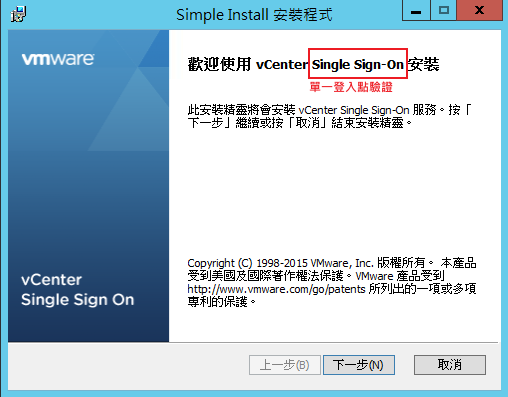 Simple Install 安裝程式
vmware
歡迎使用 vCenter Single Sign-On 安裝
單一登入點驗證
此安裝精靈將會安裝 vCenter Single Sign-On 服務。按「
下一步」繼續或按「取消」結束安裝精靈。
Copyright (C) 1998-2015 VMware, Inc. 版權所有。 本產品
受到美國及國際著作權法保護。VMware 產品受到
http://www.vmware.com/go/patents 所列出的一項或多項
專利的保護。
vCenter
Single Sign On
上一步(B)
下一步(N)
取消